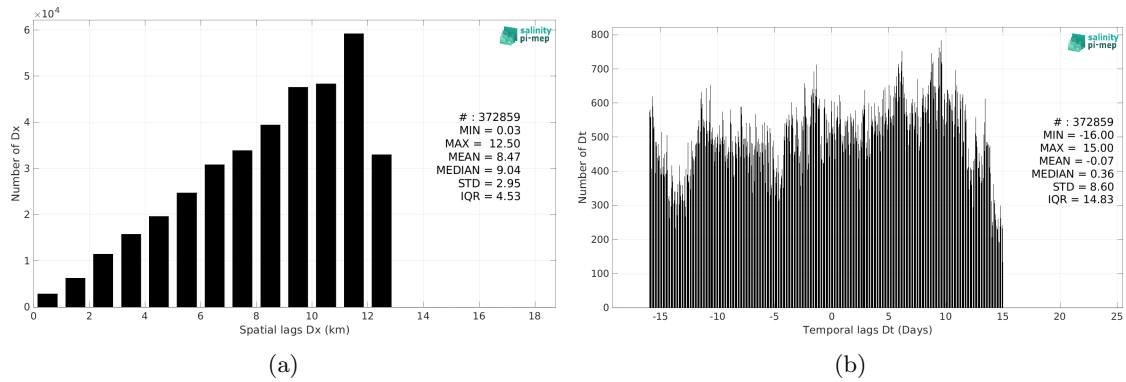 ×10⁴
6
5
4
3
2
1
0
Number of Dx
0 2 4 6 8 10 12 14 16 18
Spatial lags Dx (km)
salinity
pi-mep
# : 372859
MIN = 0.03
MAX = 12.50
MEAN = 8.47
MEDIAN = 9.04
STD = 2.95
IQR = 4.53
(a)
800
700
600
500
400
300
200
100
0
Number of Dt
-15 -10 -5 0 5 10 15 20 25
Temporal lags Dt (Days)
salinity
pi-mep
# : 372859
MIN = -16.00
MAX = 15.00
MEAN = -0.07
MEDIAN = 0.36
STD = 8.60
IQR = 14.83
(b)